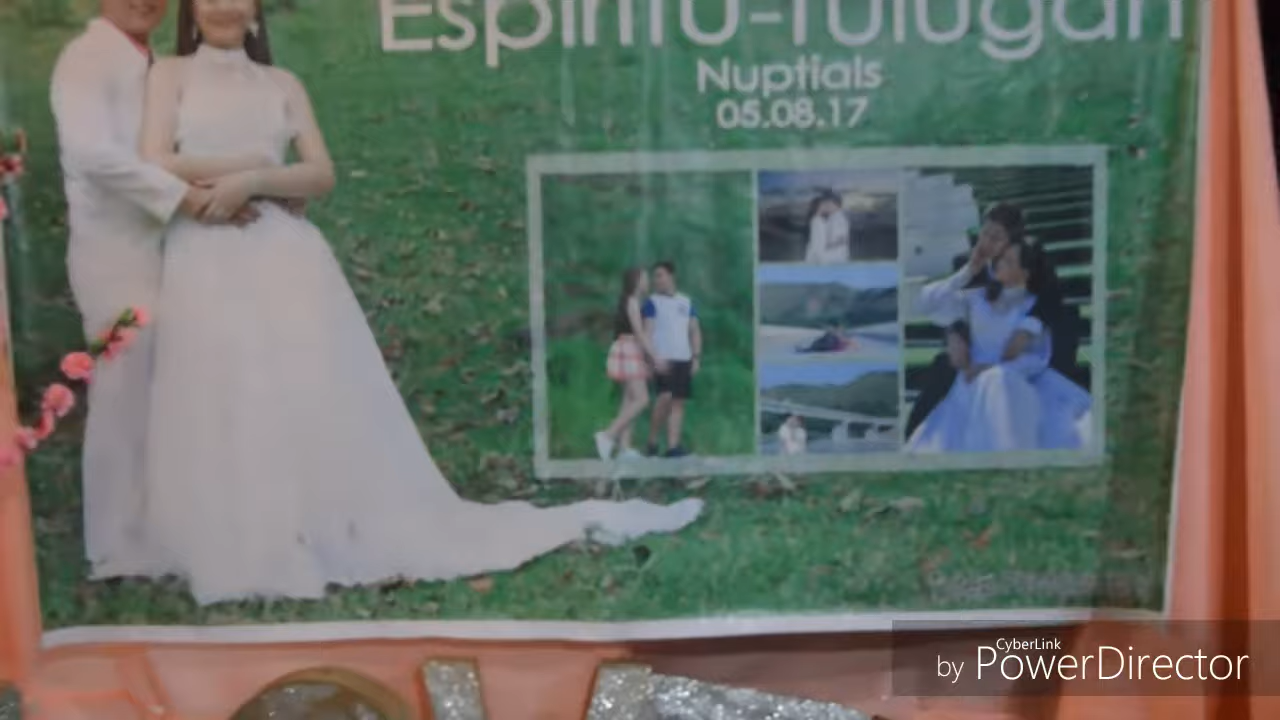 Espiritu-Tulugan
Nuptials
05.08.17
CyberLink
by PowerDirector